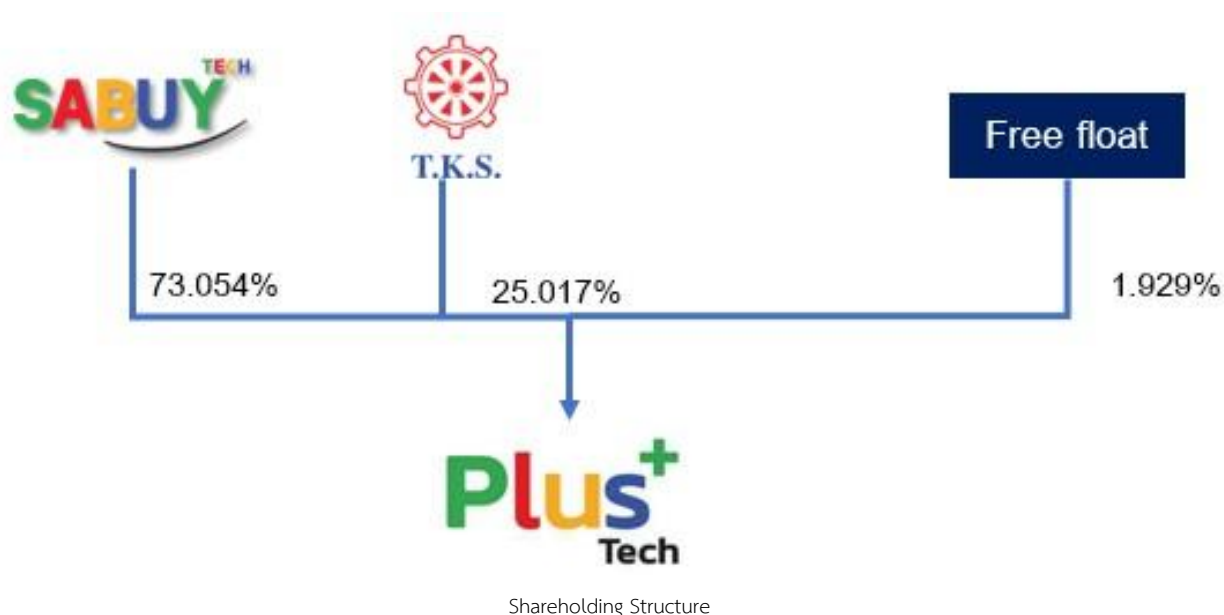 SABUY TECH
T.K.S.
Free float
73.054%
25.017%
1.929%
Plus+
Tech
Shareholding Structure